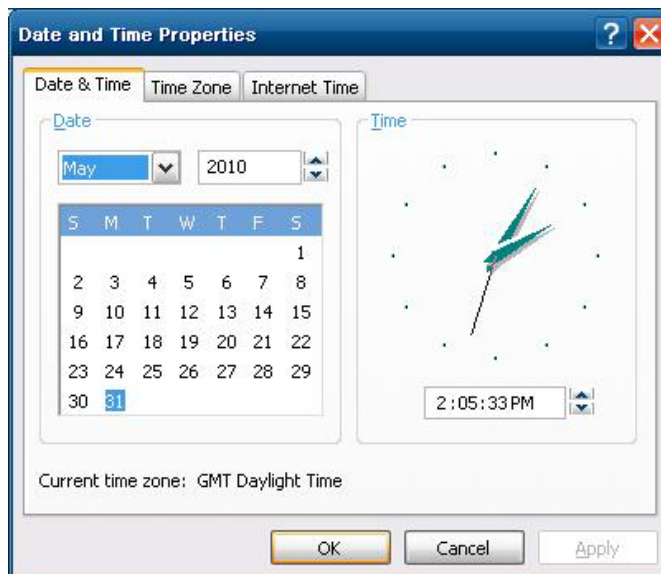 Date and Time Properties
Date & Time Time Zone Internet Time
Date
Time
May 2010
S M T W T F S
1
2 3 4 5 6 7 8
9 10 11 12 13 14 15
16 17 18 19 20 21 22
23 24 25 26 27 28 29
30 31
2:05:33 PM
Current time zone: GMT Daylight Time
OK Cancel Apply